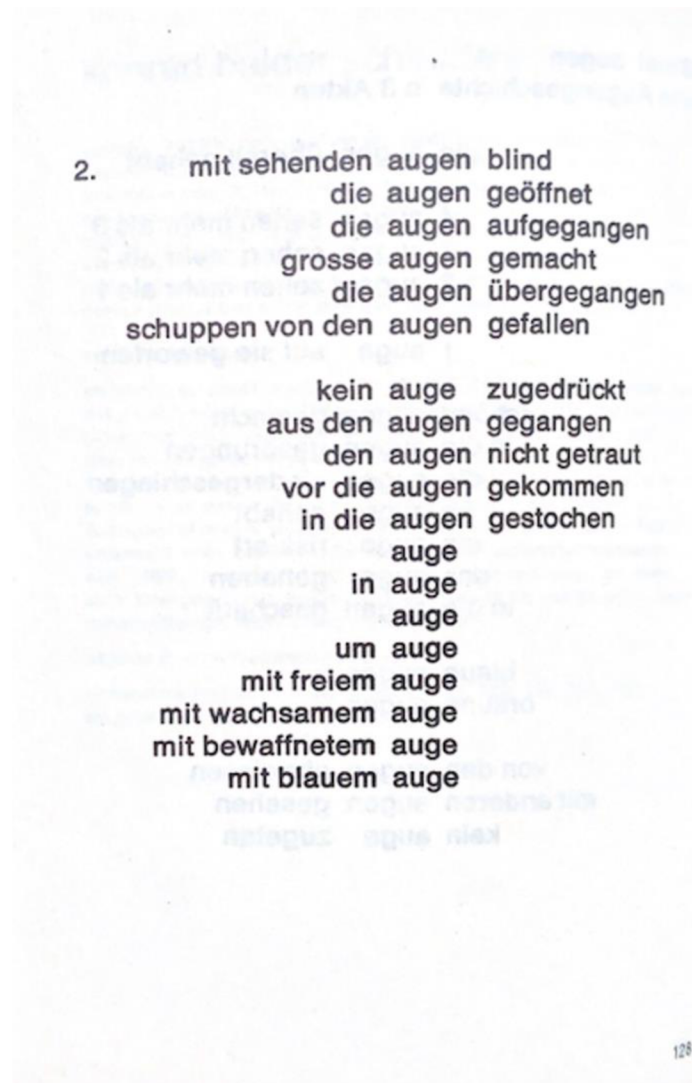 2. mit sehenden augen blind
die augen geöffnet
die augen aufgegangen
grosse augen gemacht
die augen übergegangen
schuppen von den augen gefallen
kein auge zugedrückt
aus den augen gegangen
den augen nicht getraut
vor die augen gekommen
in die augen gestochen
auge
in auge
auge
um auge
mit freiem auge
mit wachsamem auge
mit bewaffnetem auge
mit blauem auge
128